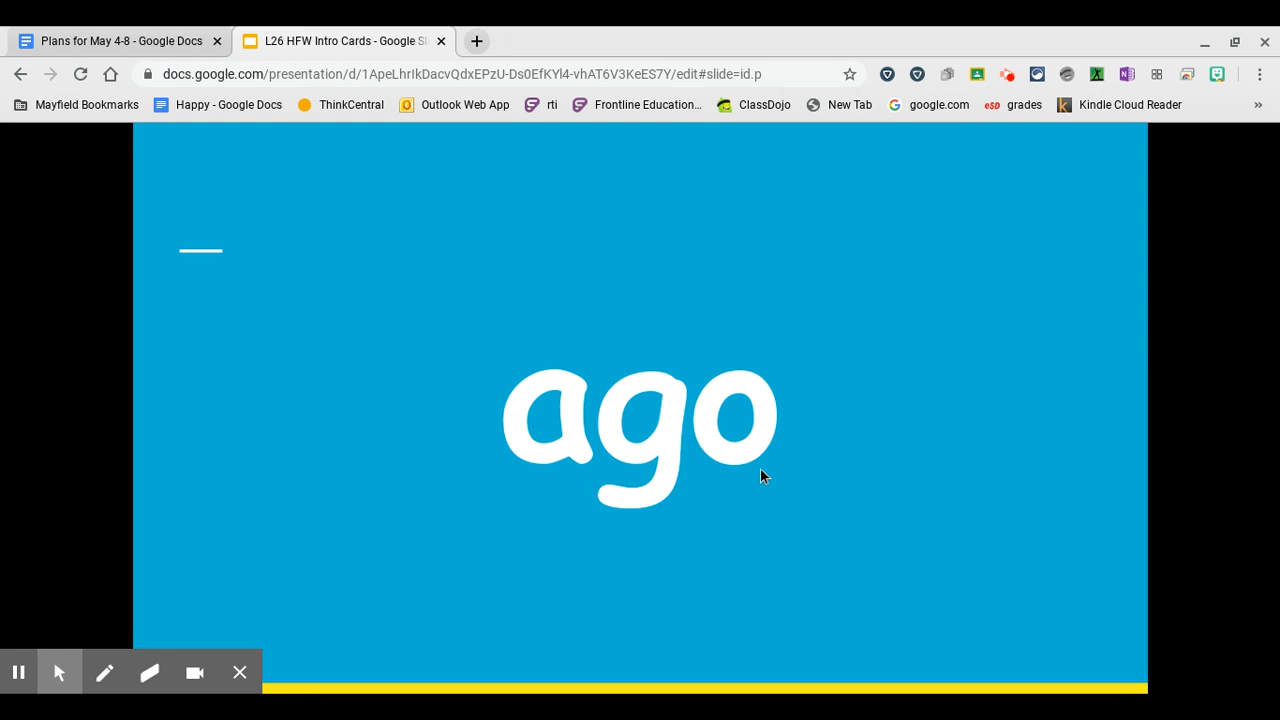 Plans for May 4-8 - Google Docs
L26 HFW Intro Cards - Google Sl
docs.google.com/presentation/d/1ApeLhrIkDacvQdxEPzU-Ds0EfKYl4-vhAT6V3KeES7Y/edit#slide=id.p
Mayfield Bookmarks Happy - Google Docs ThinkCentral Outlook Web App rti Frontline Education... ClassDojo New Tab google.com esd grades Kindle Cloud Reader »
ago